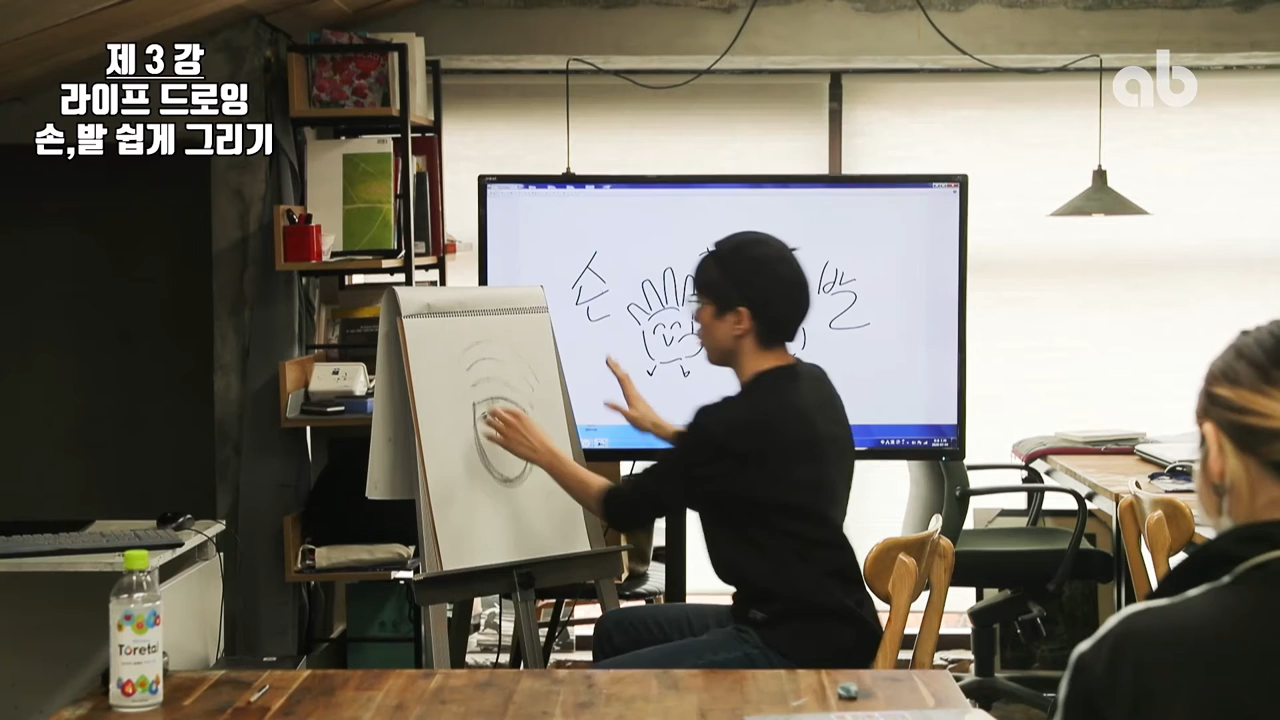 제 3 강
라이프 드로잉
손,발 쉽게 그리기
ab
손
발
Toretal